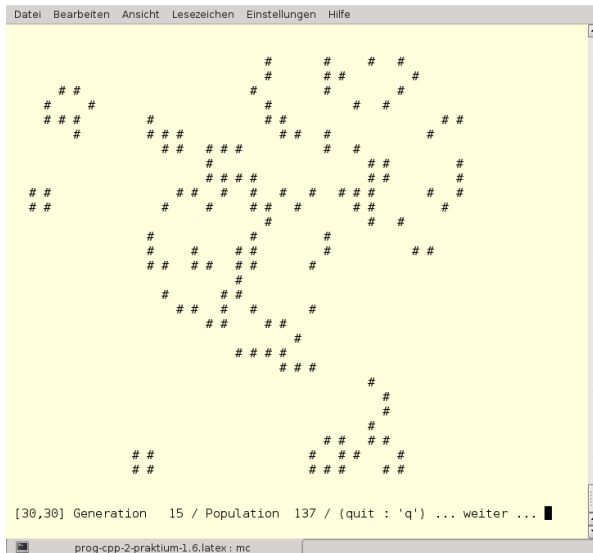 Datei Bearbeiten Ansicht Lesezeichen Einstellungen Hilfe
# # # #
# # # #
# # # # #
# # # # #
# # # # # # # #
# # # # # # # #
# # # # # # #
# # # #
# # # # # # #
# # # # # # # # # # # # #
# # # # # # # # # #
# # #
# # #
# # # # # # #
# # # # # # #
#
# # #
# # # # #
# # # #
#
# # # #
# # #
#
#
#
#
# # # #
# # # # # #
# # # # # # #
[30,30] Generation 15 / Population 137 / (quit : 'q') ... weiter ...
prog-cpp-2-praktium-1.6.latex : mc